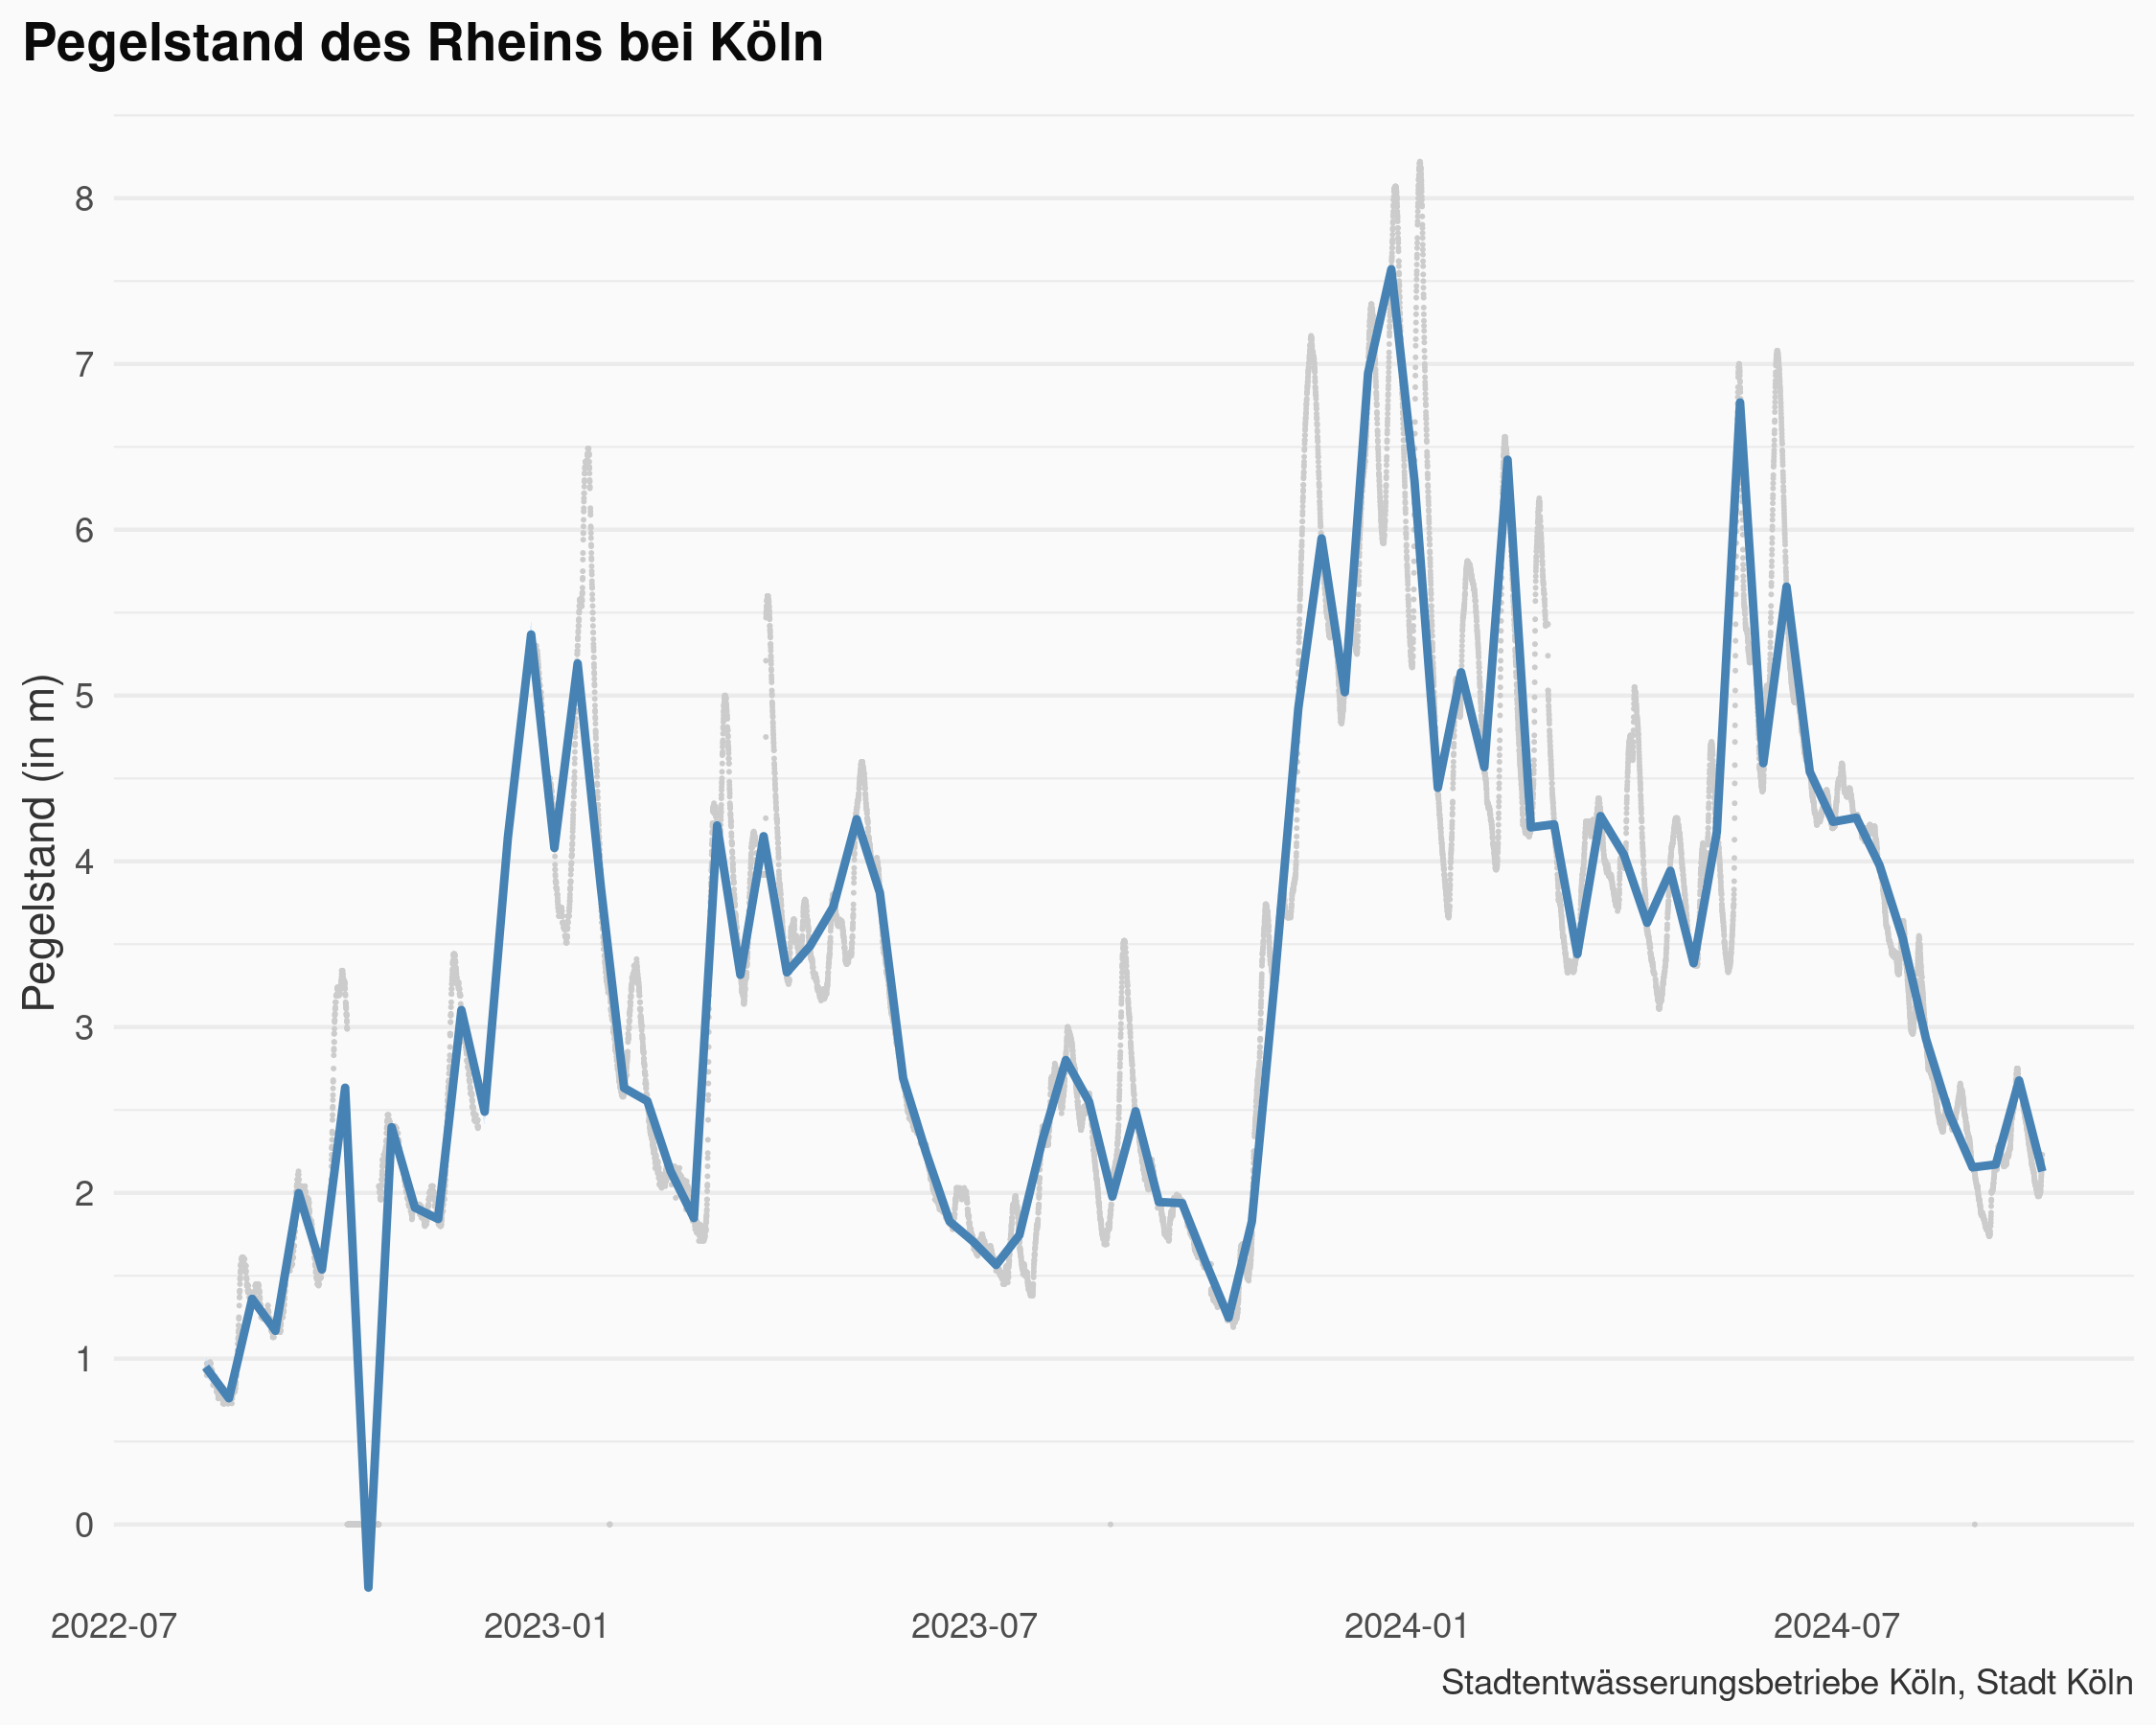 Pegelstand des Rheins bei Köln
Pegelstand (in m)
8
7
6
5
4
3
2
1
0
2022-07 2023-01 2023-07 2024-01 2024-07
Stadtentwässerungsbetriebe Köln, Stadt Köln